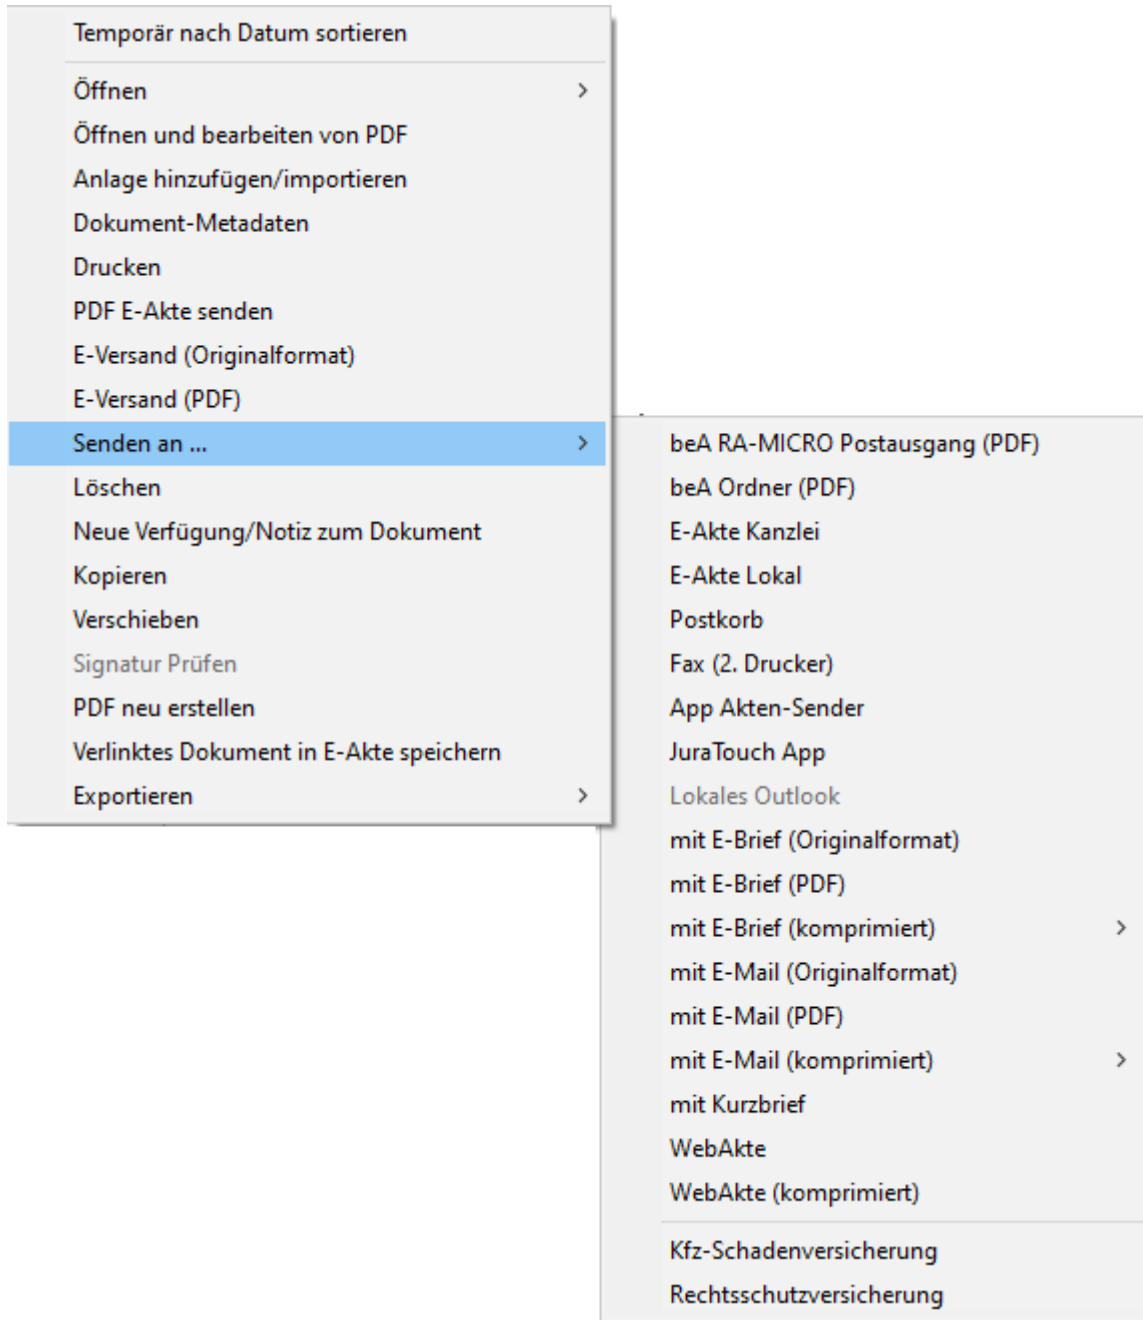 Temporär nach Datum sortieren
Öffnen
Öffnen und bearbeiten von PDF
Anlage hinzufügen/importieren
Dokument-Metadaten
Drucken
PDF E-Akte senden
E-Versand (Originalformat)
E-Versand (PDF)
Senden an ...
Löschen
Neue Verfügung/Notiz zum Dokument
Kopieren
Verschieben
Signatur Prüfen
PDF neu erstellen
Verlinktes Dokument in E-Akte speichern
Exportieren
beA RA-MICRO Postausgang (PDF)
beA Ordner (PDF)
E-Akte Kanzlei
E-Akte Lokal
Postkorb
Fax (2. Drucker)
App Akten-Sender
JuraTouch App
Lokales Outlook
mit E-Brief (Originalformat)
mit E-Brief (PDF)
mit E-Brief (komprimiert)
mit E-Mail (Originalformat)
mit E-Mail (PDF)
mit E-Mail (komprimiert)
mit Kurzbrief
WebAkte
WebAkte (komprimiert)
Kfz-Schadenversicherung
Rechtsschutzversicherung